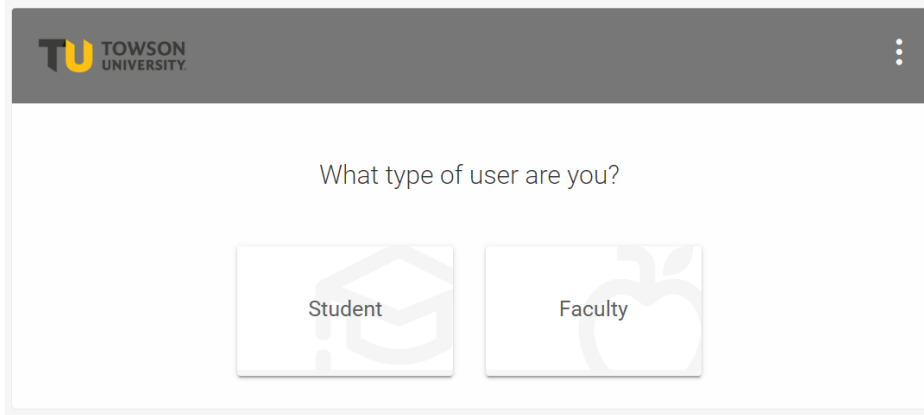 TU TOWSON
UNIVERSITY.
What type of user are you?
Student
Faculty